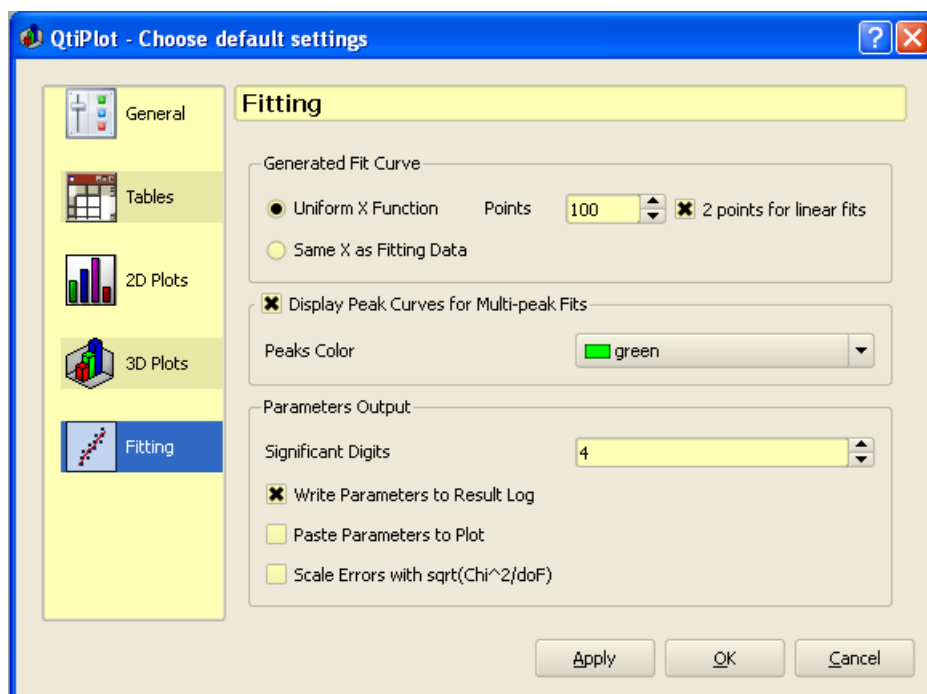 QtiPlot - Choose default settings
?
General
Tables
2D Plots
3D Plots
Fitting
Fitting
Generated Fit Curve
Uniform X Function Points 100 2 points for linear fits
Same X as Fitting Data
Display Peak Curves for Multi-peak Fits
Peaks Color green
Parameters Output
Significant Digits 4
Write Parameters to Result Log
Paste Parameters to Plot
Scale Errors with sqrt(Chi^2/doF)
Apply OK Cancel